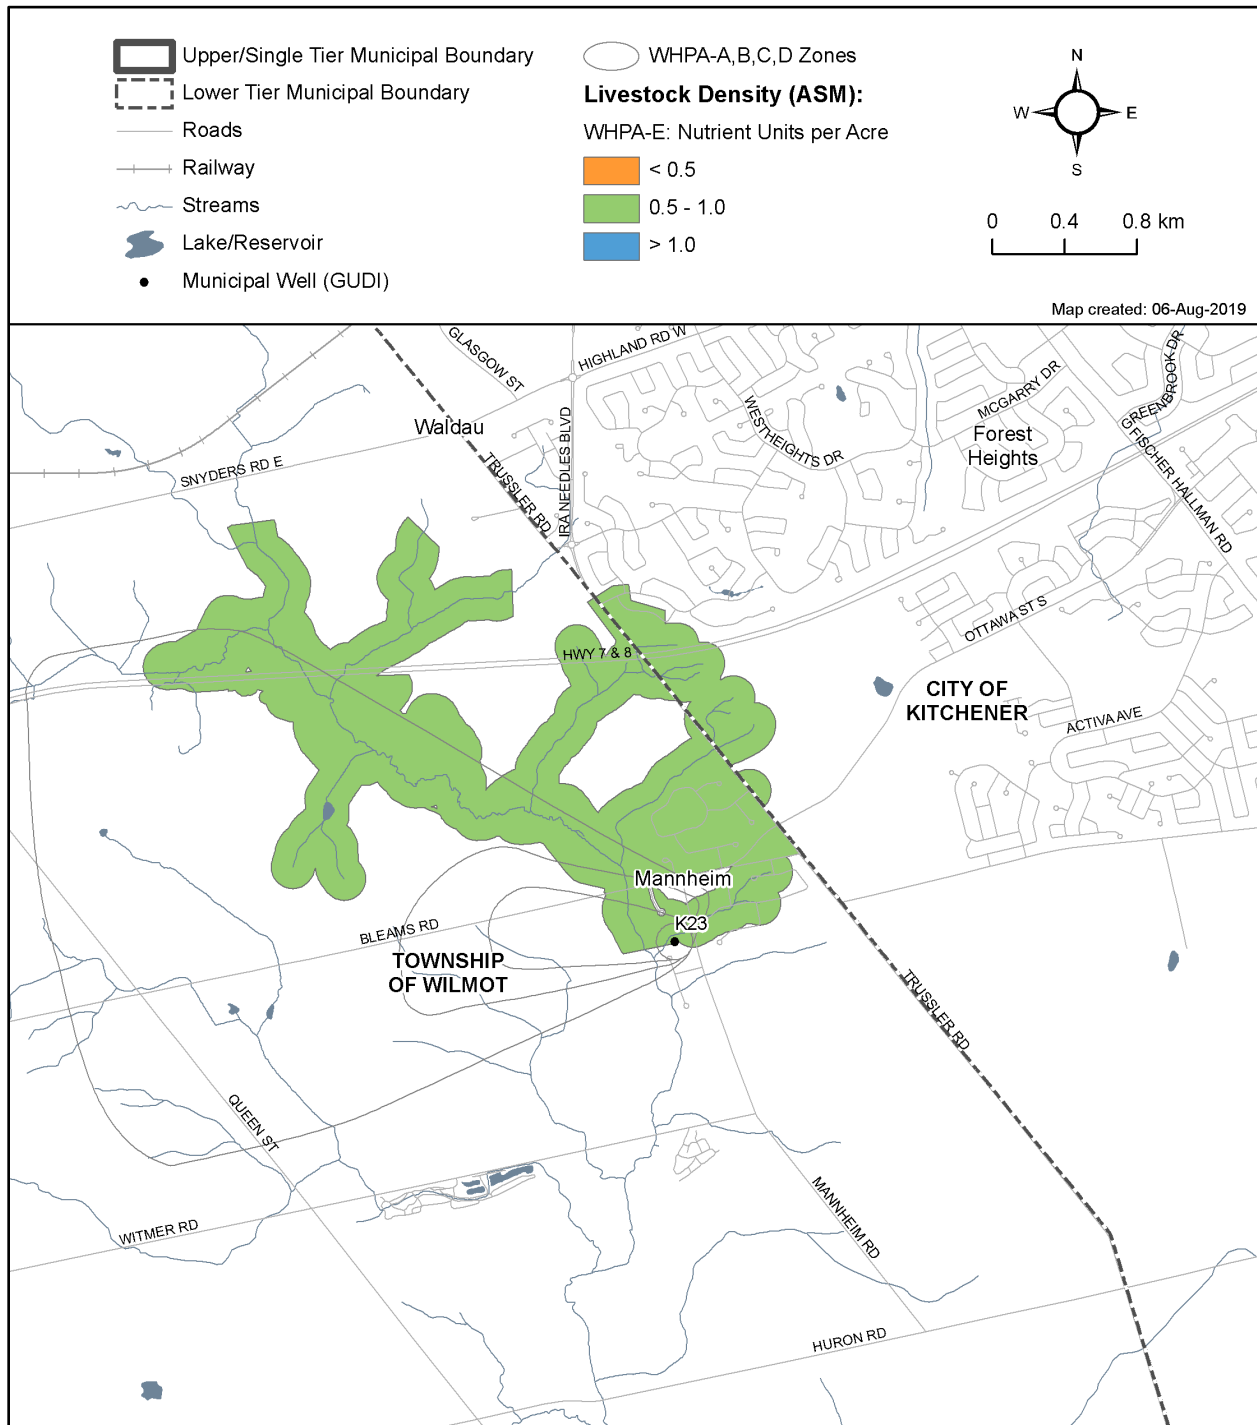 Upper/Single Tier Municipal Boundary
Lower Tier Municipal Boundary
Roads
Railway
Streams
Lake/Reservoir
Municipal Well (GUDI)
WHPA-A,B,C,D Zones
Livestock Density (ASM):
WHPA-E: Nutrient Units per Acre
< 0.5
0.5 - 1.0
> 1.0
N
W
E
S
0 0.4 0.8 km
Map created: 06-Aug-2019
GLASGOW ST
HIGHLAND RD W
GREENBROOK DR
MCGARRY DR
WESTHEIGHTS DR
IRA NEEDLES BLVD
Waldau
Forest
Heights
FISCHER HALLMAN RD
SNYDERS RD E
TRUSSLER RD
OTTAWA ST S
HWY 7 & 8
CITY OF
KITCHENER
ACTIVA AVE
Mannheim
K23
BLEAMS RD
TOWNSHIP
OF WILMOT
TRUSSLER RD
QUEEN ST
WITMER RD
MANNHEIM RD
HURON RD